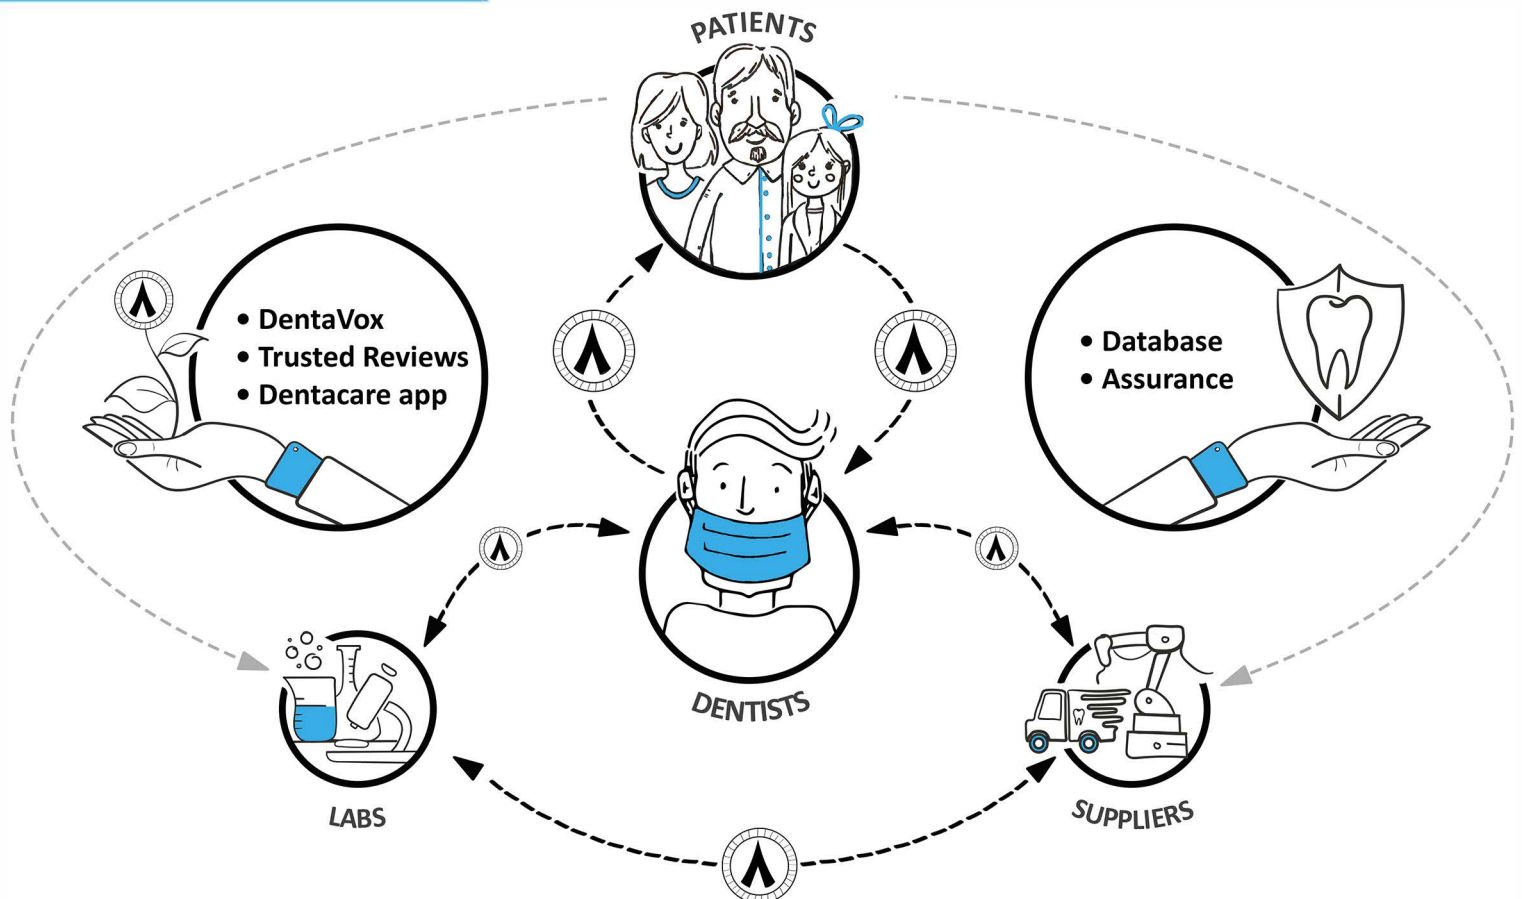 PATIENTS
• DentaVox
• Trusted Reviews
• Dentacare app
• Database
• Assurance
DENTISTS
LABS
SUPPLIERS